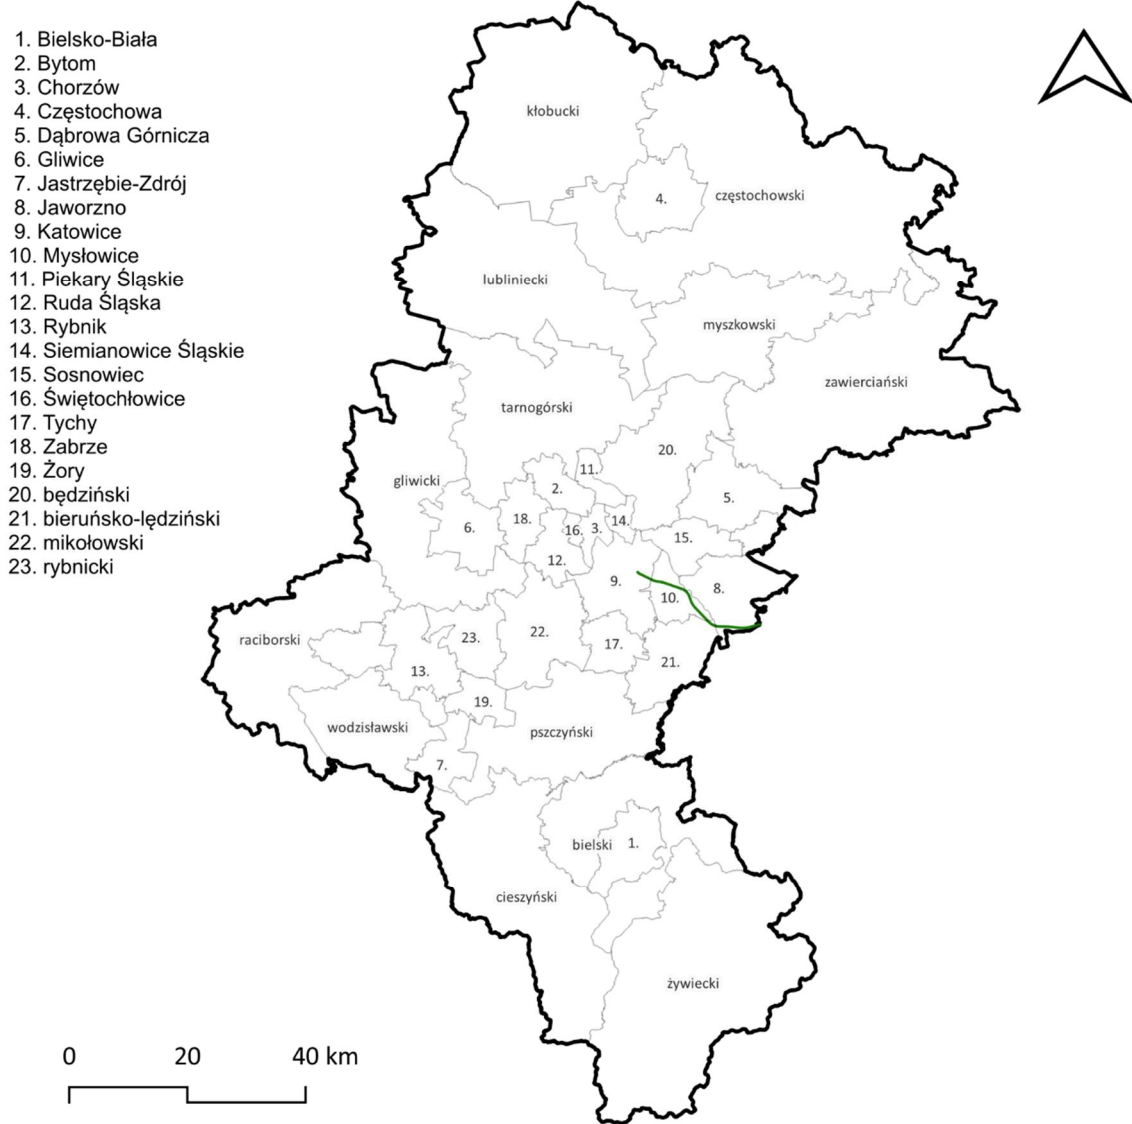 1. Bielsko-Biała
2. Bytom
3. Chorzów
4. Częstochowa
5. Dąbrowa Górnicza
6. Gliwice
7. Jastrzębie-Zdrój
8. Jaworzno
9. Katowice
10. Mysłowice
11. Piekary Śląskie
12. Ruda Śląska
13. Rybnik
14. Siemianowice Śląskie
15. Sosnowiec
16. Świętochłowice
17. Tychy
18. Zabrze
19. Żory
20. będziński
21. bieruńsko-lędziński
22. mikołowski
23. rybnicki
kłobucki
4.
częstochowski
lubliniecki
myszkowski
zawierciański
tarnogórski
20.
11.
gliwicki
2.
5.
6.
18.
16.
3.
14.
15.
12.
9.
8.
10.
raciborski
23.
22.
17.
21.
13.
19.
wodzisławski
pszczyński
7.
bielski
1.
cieszyński
żywiecki
0
20
40 km